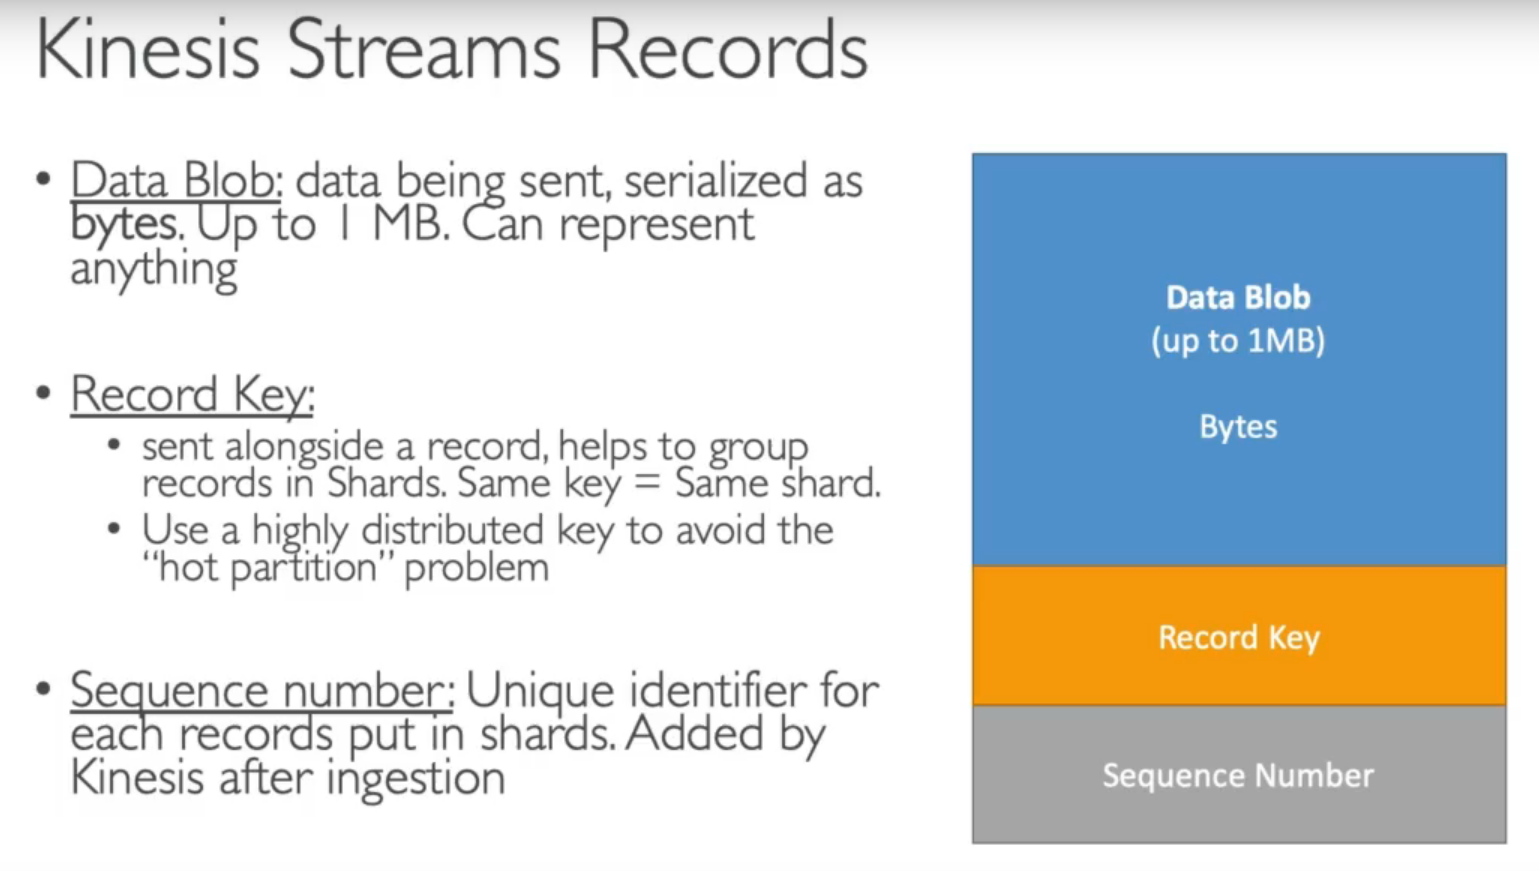 Kinesis Streams Records
• Data Blob: data being sent, serialized as
bytes. Up to 1 MB. Can represent
anything
• Record Key:
• sent alongside a record, helps to group
records in Shards. Same key = Same shard.
• Use a highly distributed key to avoid the
“hot partition” problem
• Sequence number: Unique identifier for
each records put in shards. Added by
Kinesis after ingestion
Data Blob
(up to 1MB)
Bytes
Record Key
Sequence Number